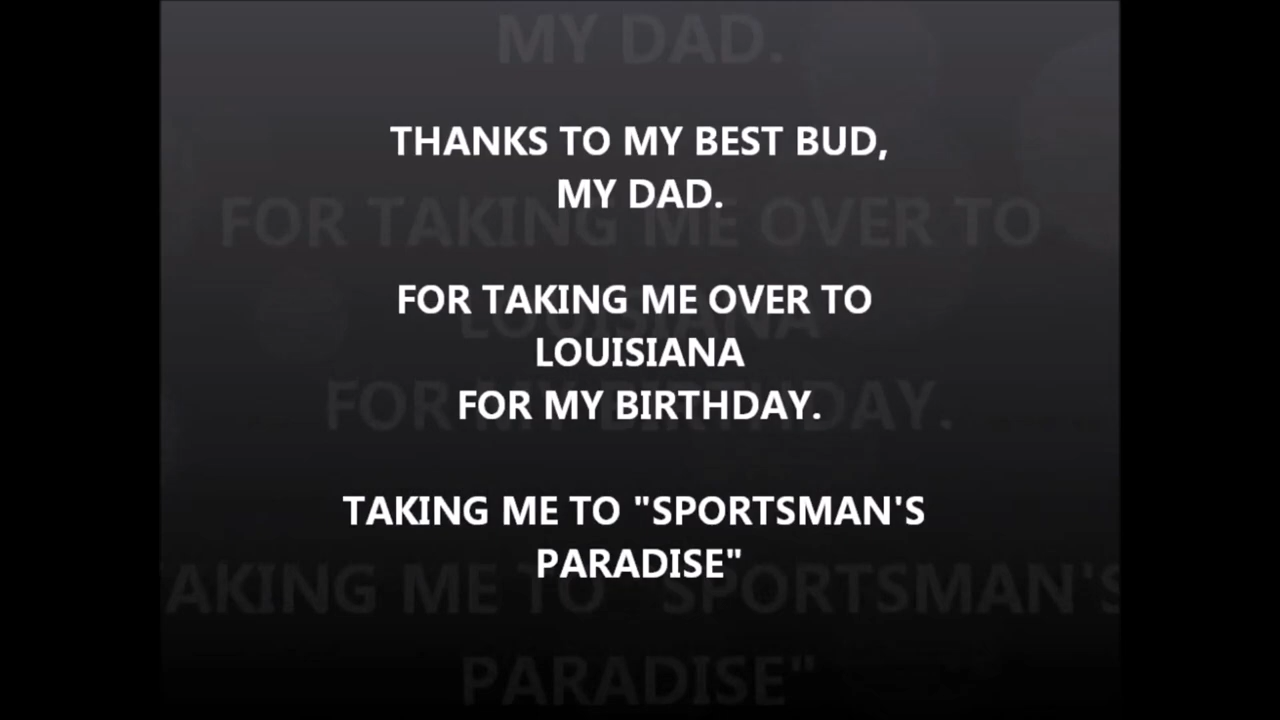 THANKS TO MY BEST BUD,
MY DAD.
FOR TAKING ME OVER TO
LOUISIANA
FOR MY BIRTHDAY.
TAKING ME TO "SPORTSMAN'S
PARADISE"